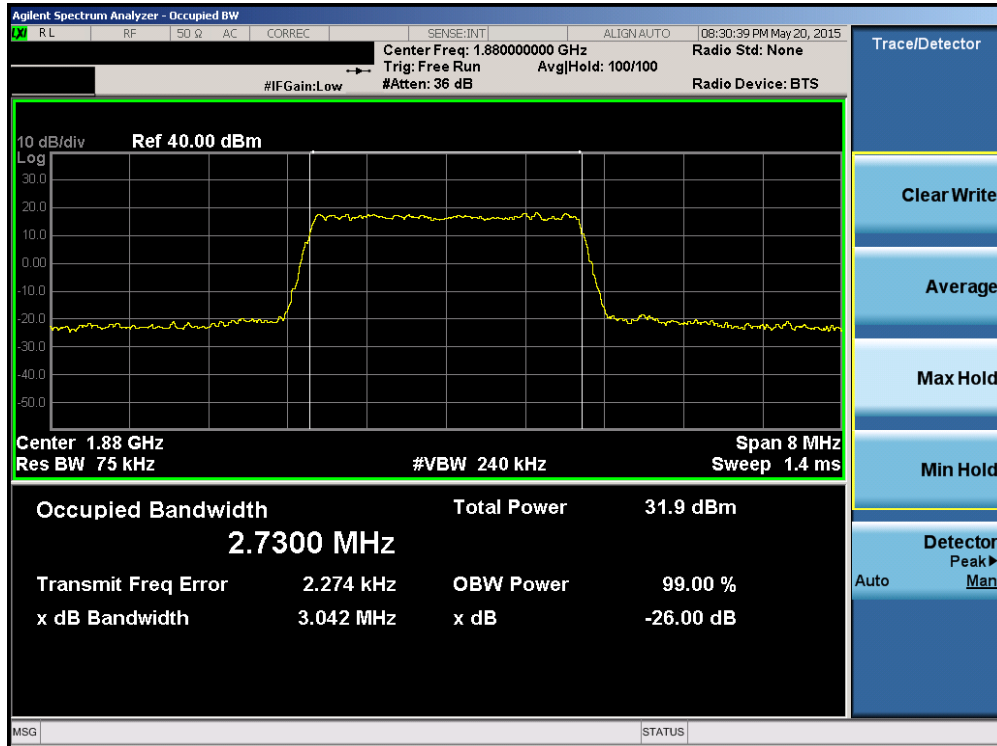 Agilent Spectrum Analyzer - Occupied BW
LXI RL RF 50 Ω AC CORREC SENSE:INT ALIGN AUTO 08:30:39 PM May 20, 2015
Center Freq: 1.880000000 GHz Radio Std: None
Trig: Free Run Avg|Hold: 100/100
#IFGain:Low #Atten: 36 dB Radio Device: BTS
10 dB/div Ref 40.00 dBm
Log
30.0
20.0
10.0
0.00
-10.0
-20.0
-30.0
-40.0
-50.0
Center 1.88 GHz Span 8 MHz
Res BW 75 kHz #VBW 240 kHz Sweep 1.4 ms
Occupied Bandwidth Total Power 31.9 dBm
2.7300 MHz
Transmit Freq Error 2.274 kHz OBW Power 99.00 %
x dB Bandwidth 3.042 MHz x dB -26.00 dB
MSG STATUS
Trace/Detector
Clear Write
Average
Max Hold
Min Hold
Detector
Peak▶
Auto Man